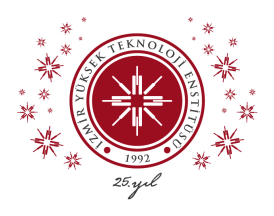 İZMİR YÜKSEK TEKNOLOJİ ENSTİTÜSÜ
1992
25.yıl